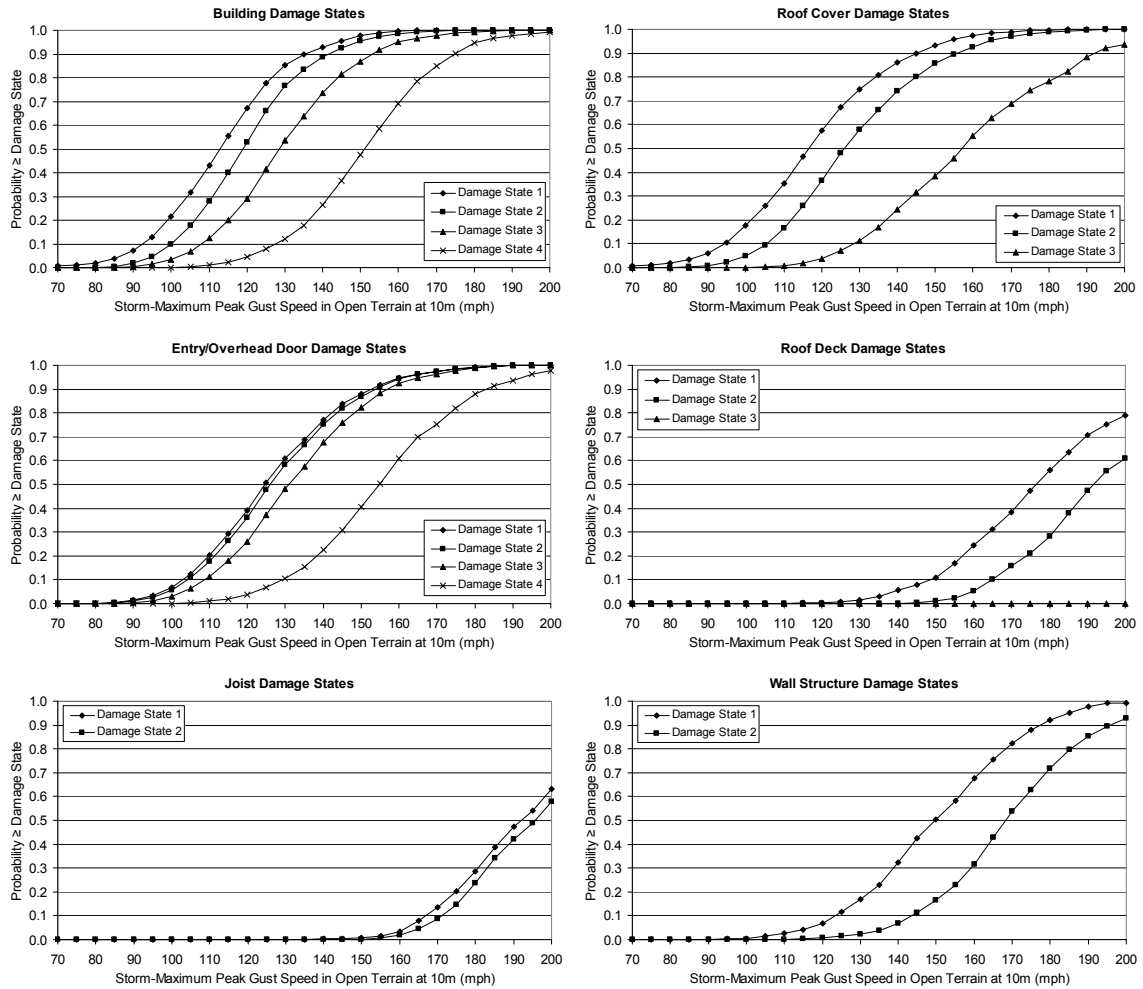 Building Damage States
Probability ≥ Damage State
1.0
0.9
0.8
0.7
0.6
0.5
0.4
0.3
0.2
0.1
0.0
Damage State 1
Damage State 2
Damage State 3
Damage State 4
70 80 90 100 110 120 130 140 150 160 170 180 190 200
Storm-Maximum Peak Gust Speed in Open Terrain at 10m (mph)
Roof Cover Damage States
Probability ≥ Damage State
1.0
0.9
0.8
0.7
0.6
0.5
0.4
0.3
0.2
0.1
0.0
Damage State 1
Damage State 2
Damage State 3
70 80 90 100 110 120 130 140 150 160 170 180 190 200
Storm-Maximum Peak Gust Speed in Open Terrain at 10m (mph)
Entry/Overhead Door Damage States
Probability ≥ Damage State
1.0
0.9
0.8
0.7
0.6
0.5
0.4
0.3
0.2
0.1
0.0
Damage State 1
Damage State 2
Damage State 3
Damage State 4
70 80 90 100 110 120 130 140 150 160 170 180 190 200
Storm-Maximum Peak Gust Speed in Open Terrain at 10m (mph)
Roof Deck Damage States
Probability ≥ Damage State
1.0
0.9
0.8
0.7
0.6
0.5
0.4
0.3
0.2
0.1
0.0
Damage State 1
Damage State 2
Damage State 3
70 80 90 100 110 120 130 140 150 160 170 180 190 200
Storm-Maximum Peak Gust Speed in Open Terrain at 10m (mph)
Joist Damage States
Probability ≥ Damage State
1.0
0.9
0.8
0.7
0.6
0.5
0.4
0.3
0.2
0.1
0.0
Damage State 1
Damage State 2
70 80 90 100 110 120 130 140 150 160 170 180 190 200
Storm-Maximum Peak Gust Speed in Open Terrain at 10m (mph)
Wall Structure Damage States
Probability ≥ Damage State
1.0
0.9
0.8
0.7
0.6
0.5
0.4
0.3
0.2
0.1
0.0
Damage State 1
Damage State 2
70 80 90 100 110 120 130 140 150 160 170 180 190 200
Storm-Maximum Peak Gust Speed in Open Terrain at 10m (mph)